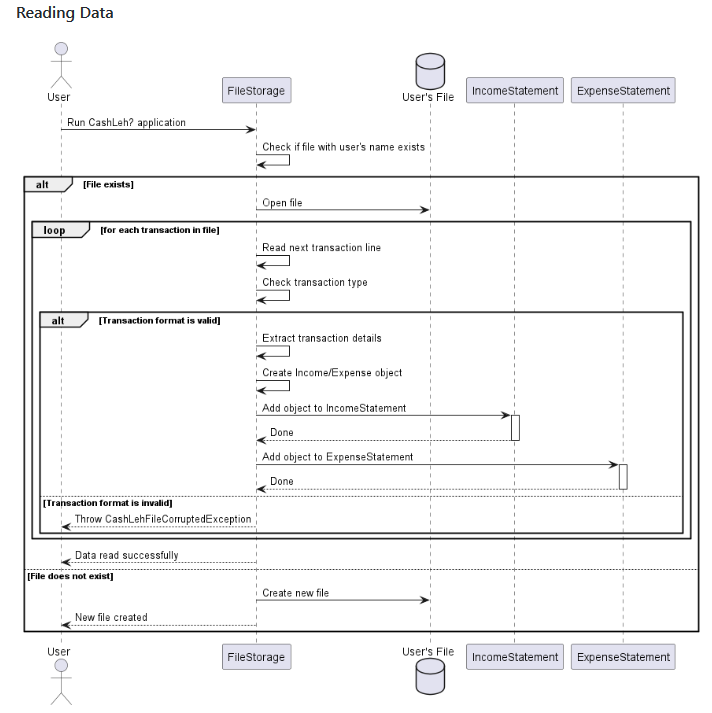 Reading Data
User
FileStorage
User's File
IncomeStatement
ExpenseStatement
Run CashLeh? application
Check if file with user's name exists
alt
[File exists]
Open file
loop
[for each transaction in file]
Read next transaction line
Check transaction type
alt
[Transaction format is valid]
Extract transaction details
Create Income/Expense object
Add object to IncomeStatement
Done
Add object to ExpenseStatement
Done
[Transaction format is invalid]
Throw CashLehFileCorruptedException
Data read successfully
[File does not exist]
Create new file
New file created
User
FileStorage
User's File
IncomeStatement
ExpenseStatement